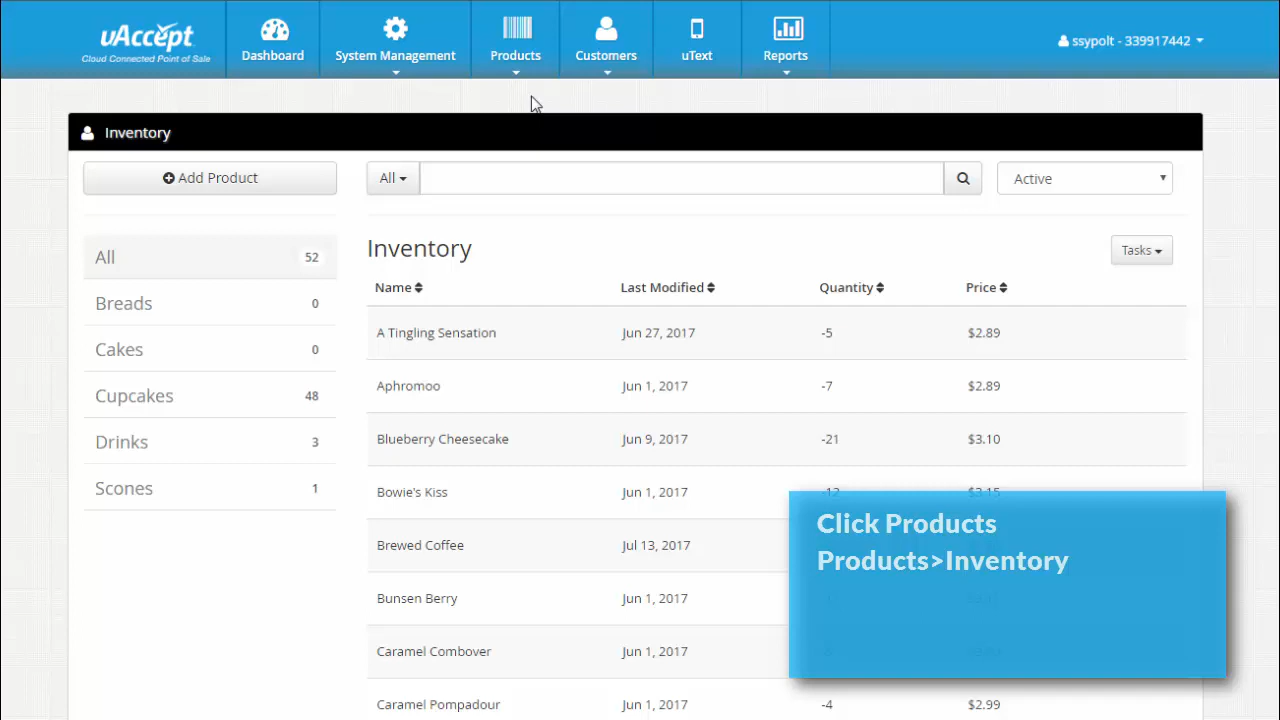 uAccept
Cloud Connected Point of Sale
Dashboard
System Management
Products
Customers
uText
Reports
ssypolt - 339917442
Inventory
Add Product
All
Active
All 52
Breads 0
Cakes 0
Cupcakes 48
Drinks 3
Scones 1
Inventory
Tasks
Name Last Modified Quantity Price
A Tingling Sensation Jun 27, 2017 -5 $2.89
Aphromoo Jun 1, 2017 -7 $2.89
Blueberry Cheesecake Jun 9, 2017 -21 $3.10
Bowie's Kiss Jun 1, 2017 -12 $3.15
Brewed Coffee Jul 13, 2017
Bunsen Berry Jun 1, 2017
Caramel Combover Jun 1, 2017
Caramel Pompadour Jun 1, 2017 -4 $2.99
Click Products
Products>Inventory